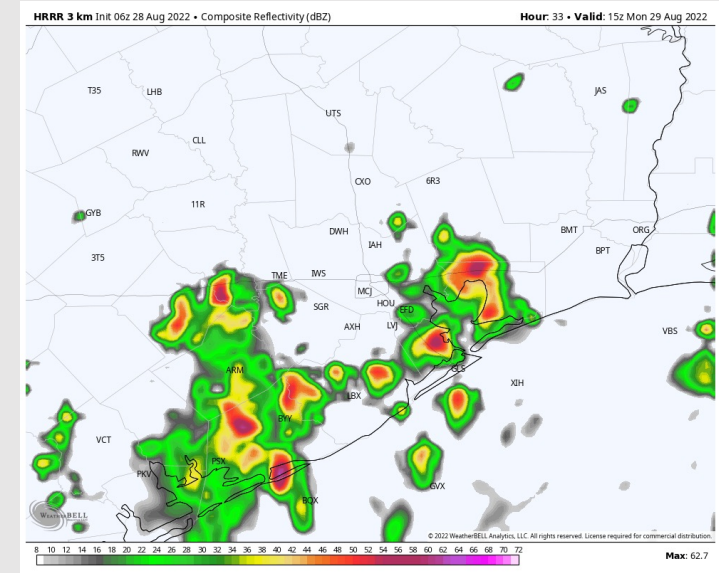 HRRR 3 km Init 06z 28 Aug 2022 • Composite Reflectivity (dBZ)
Hour: 33 • Valid: 15z Mon 29 Aug 2022
T35
LHB
JAS
UTS
CLL
RWV
CXO
6R3
11R
GYB
DWH
BMT
ORG
IAH
BPT
3T5
TME
IWS
MCJ
SGR
HOU
EFD
AXH
LVJ
VBS
ARM
GLS
XIH
LBX
BYY
VCT
PSX
PKV
GVX
BQX
WEATHERBELL
© 2022 WeatherBELL Analytics, LLC. All rights reserved. License required for commercial distribution.
8 10 12 14 16 18 20 22 24 26 28 30 32 34 36 38 40 42 44 46 48 50 52 54 56 58 60 62 64 66 68 70 72
Max: 62.7